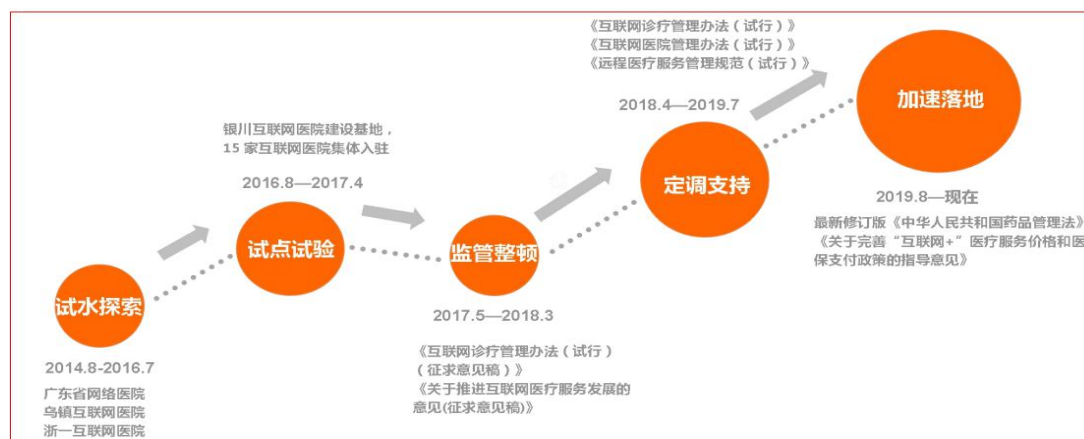 试水探索
2014.8-2016.7
广东省网络医院
乌镇互联网医院
浙一互联网医院
银川互联网医院建设基地，
15 家互联网医院集体入驻
2016.8—2017.4
试点试验
监管整顿
2017.5—2018.3
《互联网诊疗管理办法（试行）
（征求意见稿）》
《关于推进互联网医疗服务发展的
意见(征求意见稿)》
《互联网诊疗管理办法（试行）》
《互联网医院管理办法（试行）》
《远程医疗服务管理规范（试行）》
2018.4—2019.7
定调支持
加速落地
2019.8—现在
最新修订版《中华人民共和国药品管理法》
《关于完善“互联网+”医疗服务价格和医
保支付政策的指导意见》